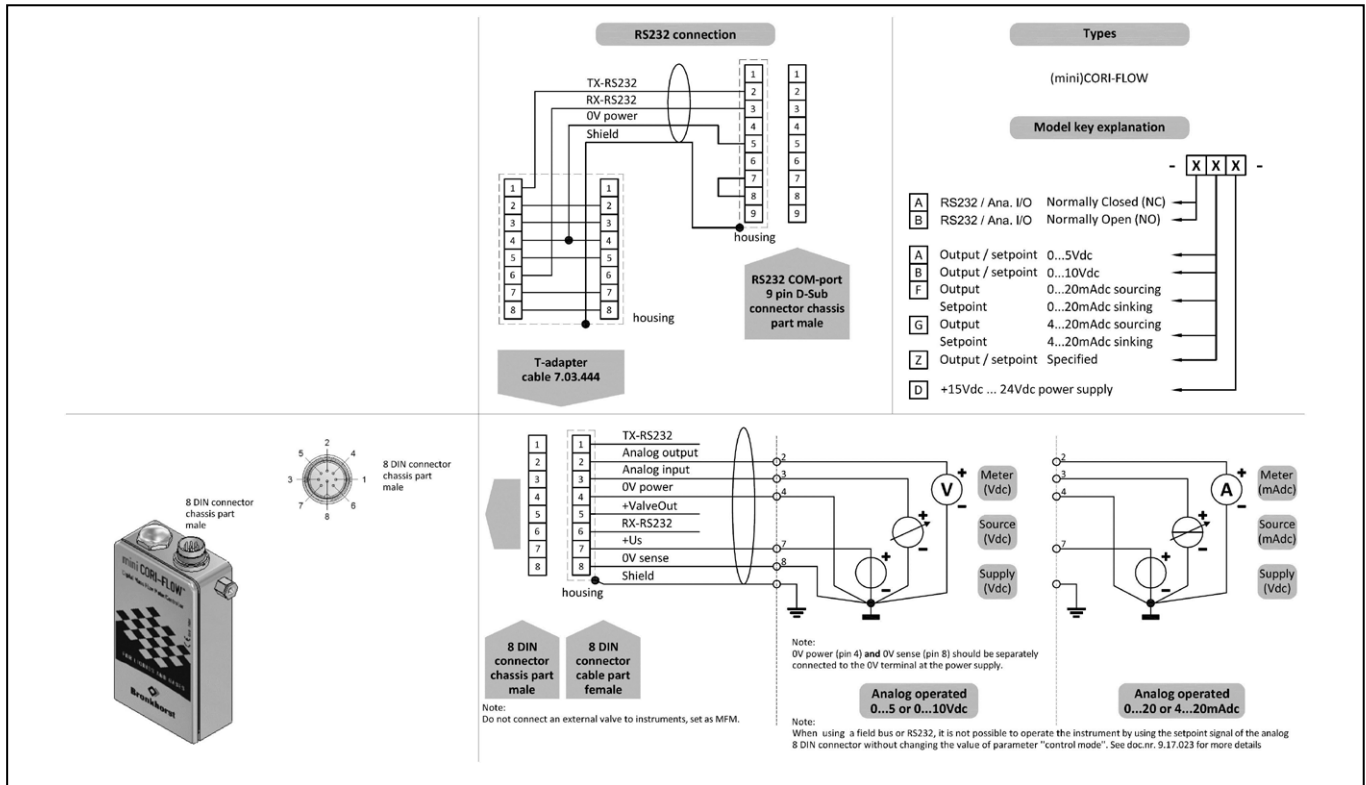 RS232 connection
TX-RS232
RX-RS232
0V power
Shield
1
2
3
4
5
6
7
8
9
1
2
3
4
5
6
7
8
9
housing
1
2
3
4
5
6
7
8
1
2
3
4
5
6
7
8
housing
RS232 COM-port
9 pin D-Sub
connector chassis
part male
T-adapter
cable 7.03.444
Types
(mini)CORI-FLOW
Model key explanation
- X X X -
A RS232 / Ana. I/O Normally Closed (NC)
B RS232 / Ana. I/O Normally Open (NO)
A Output / setpoint 0...5Vdc
B Output / setpoint 0...10Vdc
F Output 0...20mAdc sourcing
Setpoint 0...20mAdc sinking
G Output 4...20mAdc sourcing
Setpoint 4...20mAdc sinking
Z Output / setpoint Specified
D +15Vdc ... 24Vdc power supply
2
5 4
3 1
7 6
8
8 DIN connector
chassis part
male
8 DIN connector
chassis part
male
mini CORI-FLOW
Bronkhorst
1
2
3
4
5
6
7
8
1
2
3
4
5
6
7
8
TX-RS232
Analog output
Analog input
0V power
+ValveOut
RX-RS232
+Us
0V sense
Shield
housing
8 DIN
connector
chassis part
male
8 DIN
connector
cable part
female
Note:
Do not connect an external valve to instruments, set as MFM.
2
3
4
7
8
V
+
-
+
-
+
-
Meter
(Vdc)
Source
(Vdc)
Supply
(Vdc)
Note:
0V power (pin 4) and 0V sense (pin 8) should be separately
connected to the 0V terminal at the power supply.
Analog operated
0...5 or 0...10Vdc
2
3
4
7
A
+
-
+
-
+
-
Meter
(mAdc)
Source
(mAdc)
Supply
(Vdc)
Analog operated
0...20 or 4...20mAdc
Note:
When using a field bus or RS232, it is not possible to operate the instrument by using the setpoint signal of the analog
8 DIN connector without changing the value of parameter "control mode". See doc.nr. 9.17.023 for more details